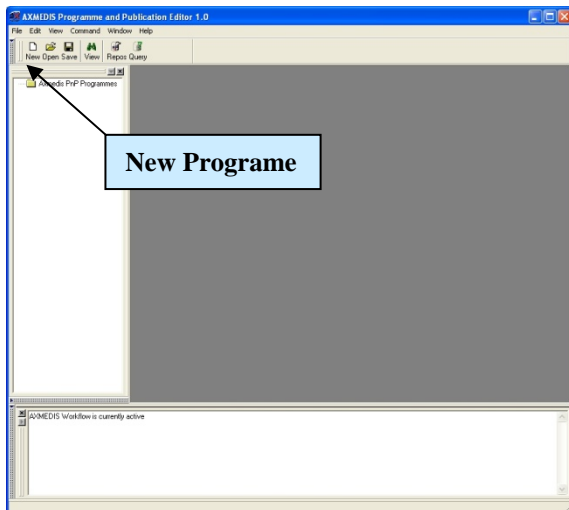 AXMEDIS Programme and Publication Editor 1.0
File Edit View Command Window Help
New Open Save View Repos Query
Axmedis PnP Programmes
New Programe
AXMEDIS Workflow is currently active